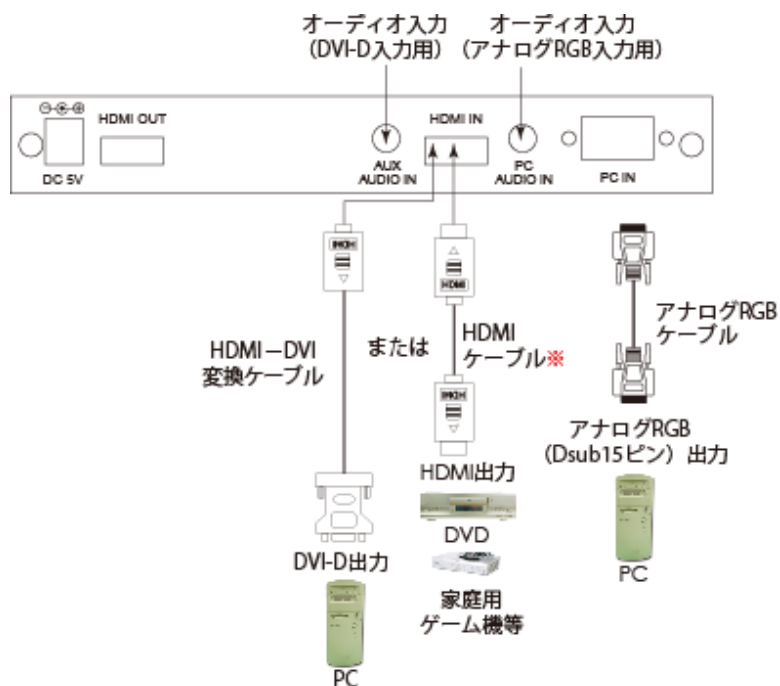 オーディオ入力
(DVI-D入力用)
オーディオ入力
(アナログRGB入力用)
DC 5V
HDMI OUT
AUX
AUDIO IN
HDMI IN
PC
AUDIO IN
PC IN
HDMI
HDMI
HDMI
HDMI－DVI
変換ケーブル
または
HDMI
ケーブル※
アナログRGB
ケーブル
DVI-D出力
PC
HDMI出力
DVD
家庭用
ゲーム機等
アナログRGB
(Dsub15ピン) 出力
PC